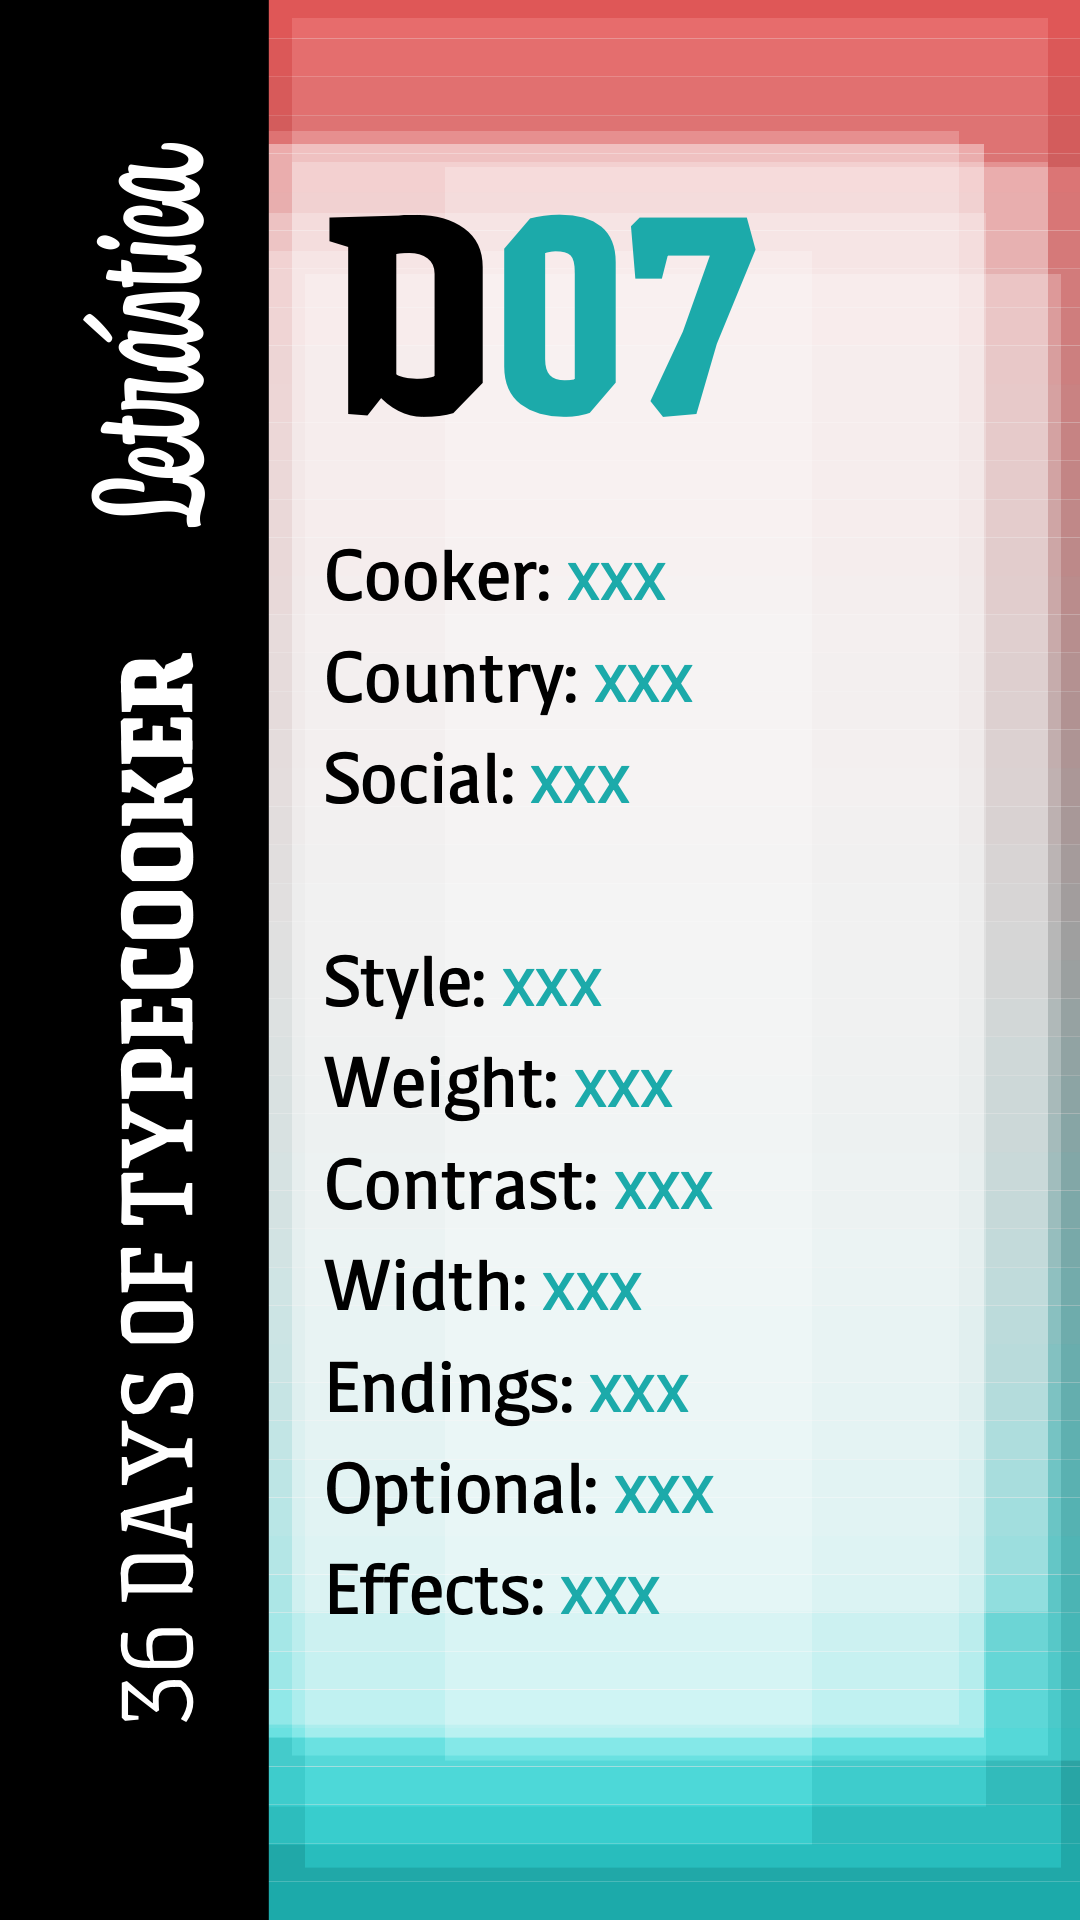 Letrástica
36 DAYS OF TYPECOOKER
D07
Cooker: xxx
Country: xxx
Social: xxx
Style: xxx
Weight: xxx
Contrast: xxx
Width: xxx
Endings: xxx
Optional: xxx
Effects: xxx